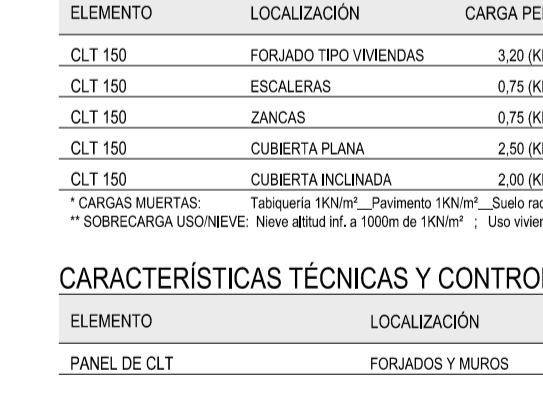 ELEMENTO LOCALIZACIÓN CARGA PE
CLT 150 FORJADO TIPO VIVIENDAS 3,20 (K
CLT 150 ESCALERAS 0,75 (K
CLT 150 ZANCAS 0,75 (K
CLT 150 CUBIERTA PLANA 2,50 (K
CLT 150 CUBIERTA INCLINADA 2,00 (K
* CARGAS MUERTAS: Tabiquería 1KN/m²__Pavimento 1KN/m²__Suelo rad
** SOBRECARGA USO/NIEVE: Nieve altitud inf. a 1000m de 1KN/m² ; Uso vivien
CARACTERÍSTICAS TÉCNICAS Y CONTRO
ELEMENTO LOCALIZACIÓN
PANEL DE CLT FORJADOS Y MUROS